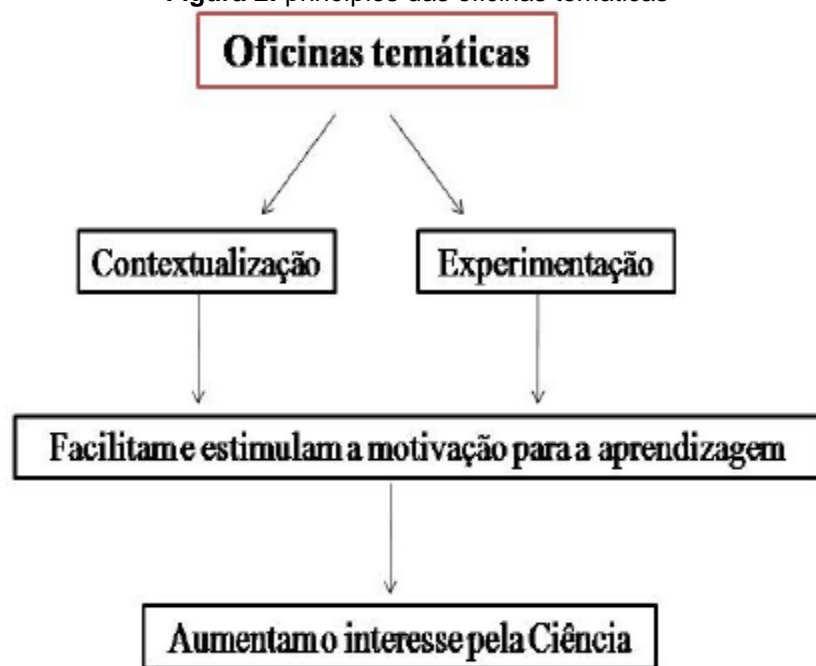 Figura 2: princípios das oficinas temáticas
Oficinas temáticas
Contextualização
Experimentação
Facilitam e estimulam a motivação para a aprendizagem
Aumentam o interesse pela Ciência